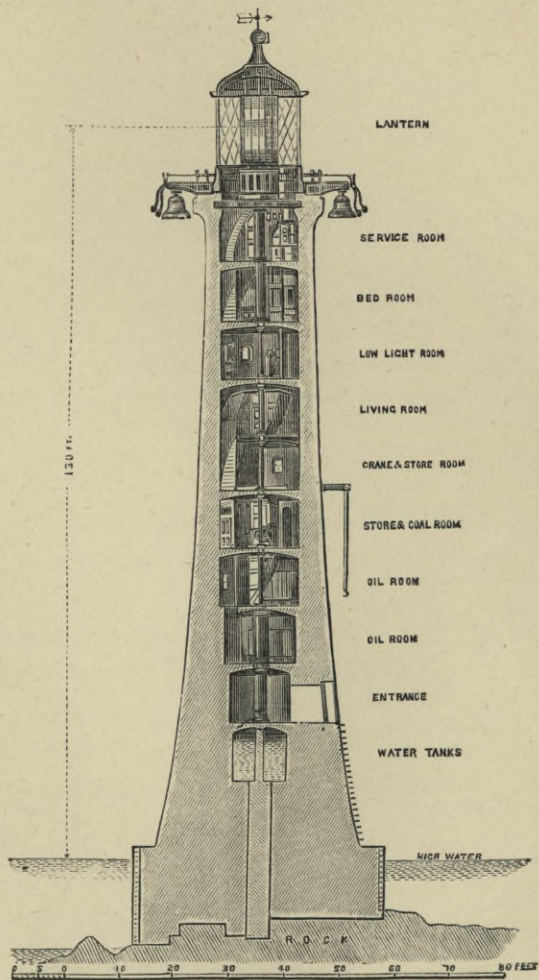 LANTERN
SERVICE ROOM
BED ROOM
LOW LIGHT ROOM
LIVING ROOM
130 FT.
CRANE & STORE ROOM
STORE & COAL ROOM
OIL ROOM
OIL ROOM
ENTRANCE
WATER TANKS
HIGH WATER
ROCK
10 5 0 10 20 30 40 50 60 70 80 FEET